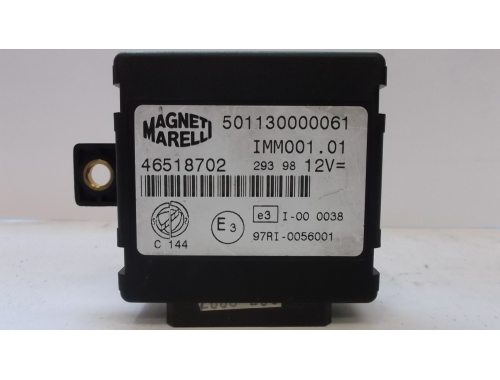 MAGNETI MARELLI
501130000061
IMM001.01
46518702 293 98 12V=
C 144
E3
e3 I-00 0038
97RI-0056001